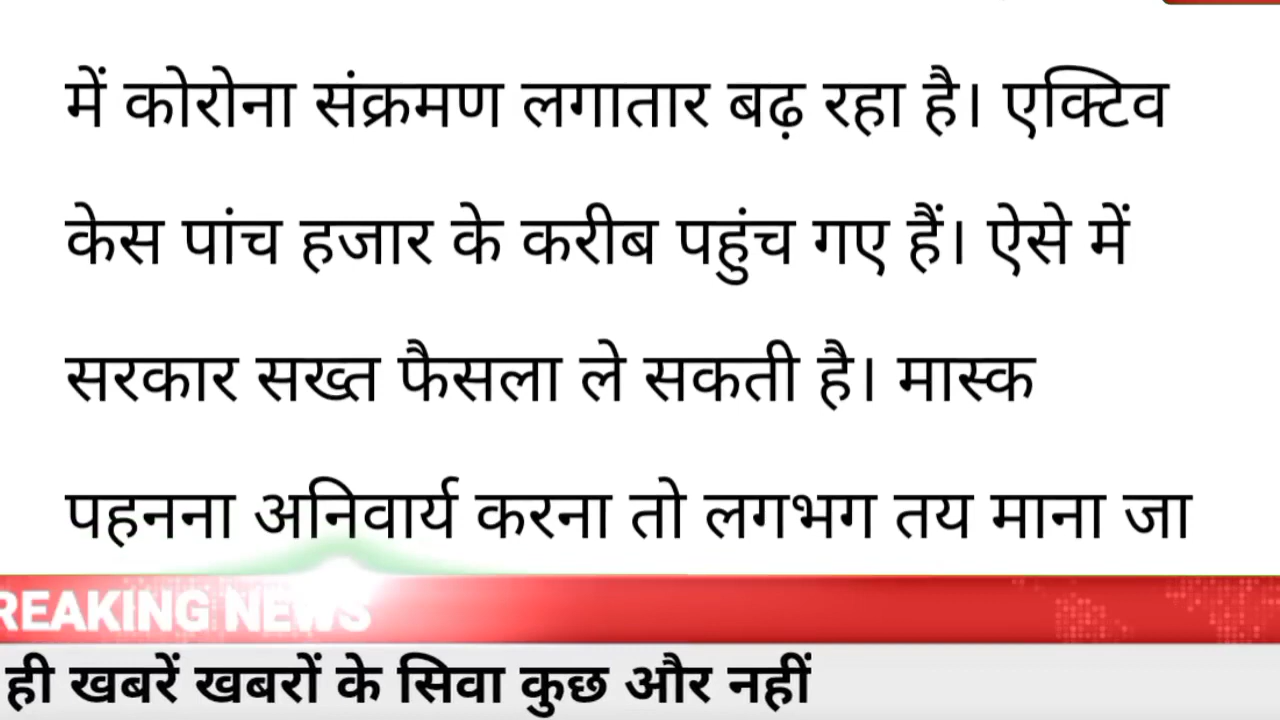 में कोरोना संक्रमण लगातार बढ़ रहा है। एक्टिव
केस पांच हजार के करीब पहुंच गए हैं। ऐसे में
सरकार सख्त फैसला ले सकती है। मास्क
पहनना अनिवार्य करना तो लगभग तय माना जा
REAKING NEWS
ही खबरें खबरों के सिवा कुछ और नहीं